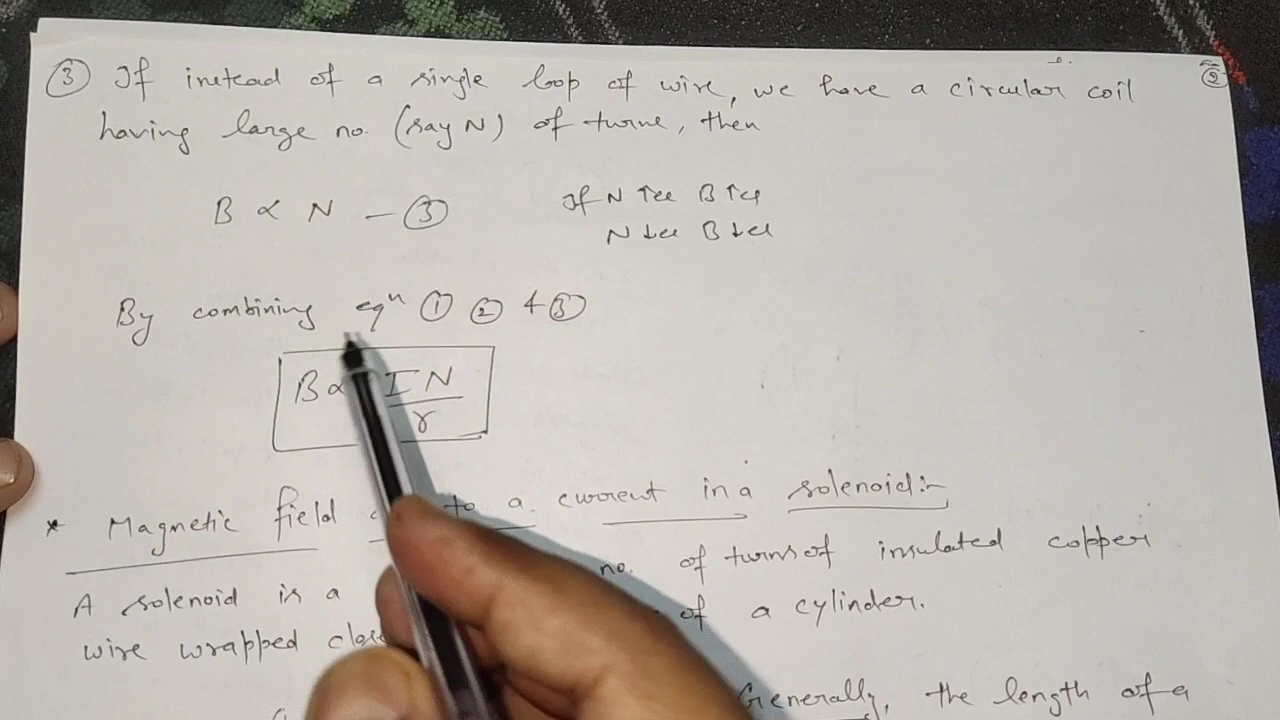 ③ If instead of a single loop of wire, we have a circular coil
②
having large no. (say N) of turns, then
B ∝ N – ③
If N ↑es B ↑es
N ↓es B ↓es
By combining eqⁿ ① ② & ③
B ∝ IN/r
* Magnetic field to a current in a solenoid:-
A solenoid is a no. of turns of insulated copper
wire wrapped of a cylinder.
Generally, the length of a